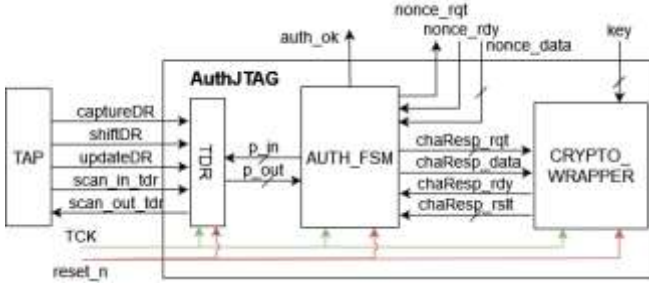 nonce_rqt
nonce_rdy
auth_ok
nonce_data
key
AuthJTAG
captureDR
shiftDR
updateDR
scan_in_tdr
scan_out_tdr
TAP
TDR
p_in
p_out
AUTH_FSM
chaResp_rqt
chaResp_data
chaResp_rdy
chaResp_rslt
CRYPTO_
WRAPPER
TCK
reset_n